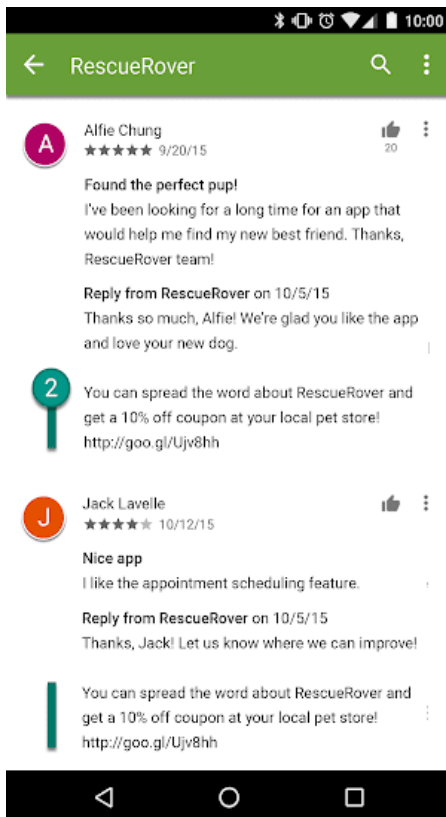 10:00
RescueRover
A
Alfie Chung
★★★★★ 9/20/15
20
Found the perfect pup!
I've been looking for a long time for an app that
would help me find my new best friend. Thanks,
RescueRover team!
Reply from RescueRover on 10/5/15
Thanks so much, Alfie! We're glad you like the app
and love your new dog.
2
You can spread the word about RescueRover and
get a 10% off coupon at your local pet store!
http://goo.gl/Ujv8hh
J
Jack Lavelle
★★★★★ 10/12/15
Nice app
I like the appointment scheduling feature.
Reply from RescueRover on 10/5/15
Thanks, Jack! Let us know where we can improve!
You can spread the word about RescueRover and
get a 10% off coupon at your local pet store!
http://goo.gl/Ujv8hh